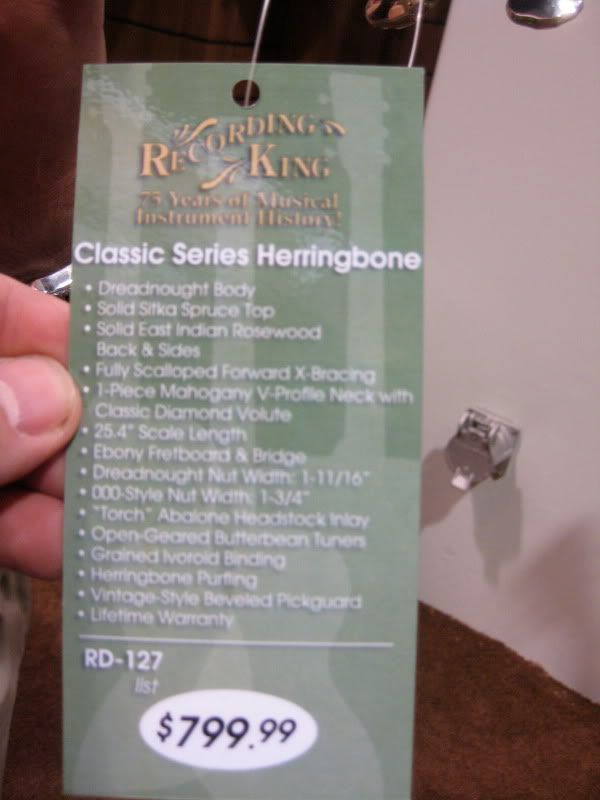 RECORDING
KING
75 Years of Musical
Instrument History!
Classic Series Herringbone
• Dreadnought Body
• Solid Sitka Spruce Top
• Solid East Indian Rosewood
Back & Sides
• Fully Scalloped Forward X-Bracing
• 1-Piece Mahogany V-Profile Neck with
Classic Diamond Volute
• 25.4" Scale Length
• Ebony Fretboard & Bridge
• Dreadnought Nut Width: 1-11/16"
• 000-Style Nut Width: 1-3/4"
• "Torch" Abalone Headstock Inlay
• Open-Geared Butterbean Tuners
• Grained Ivoroid Binding
• Herringbone Purfling
• Vintage-Style Beveled Pickguard
• Lifetime Warranty
RD-127
list
$799.99